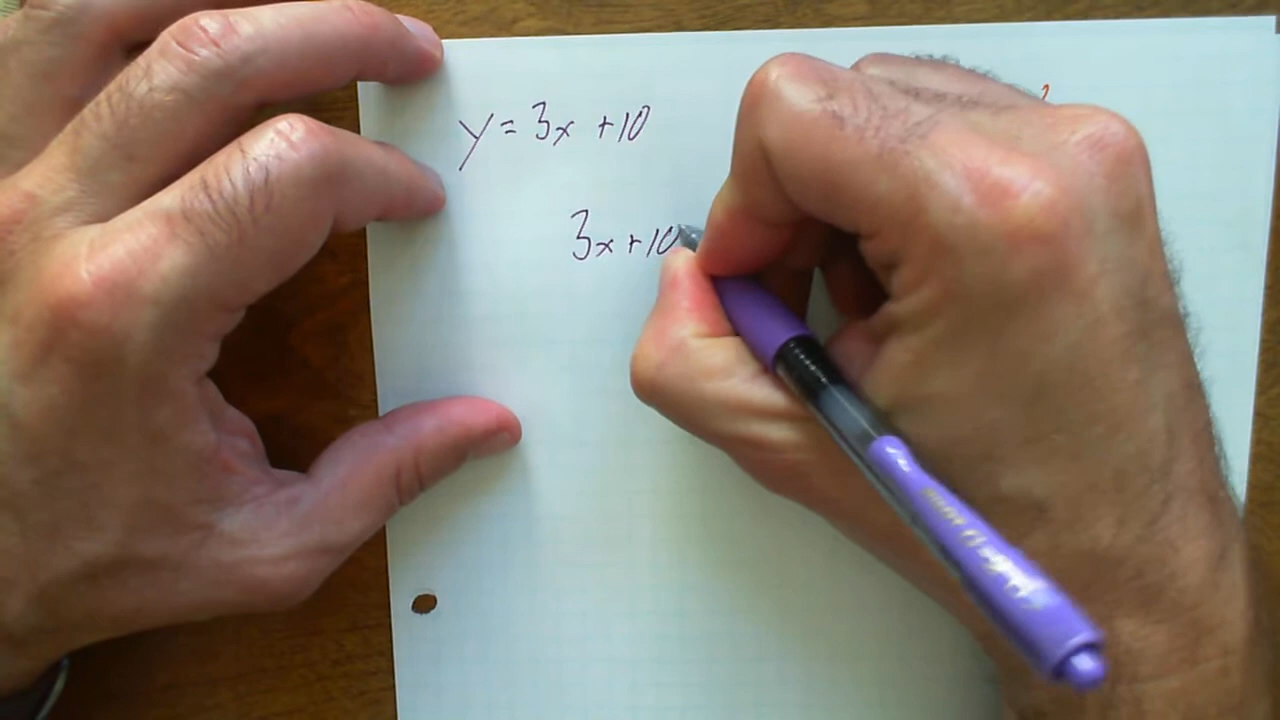 y = 3x + 10
3x + 10